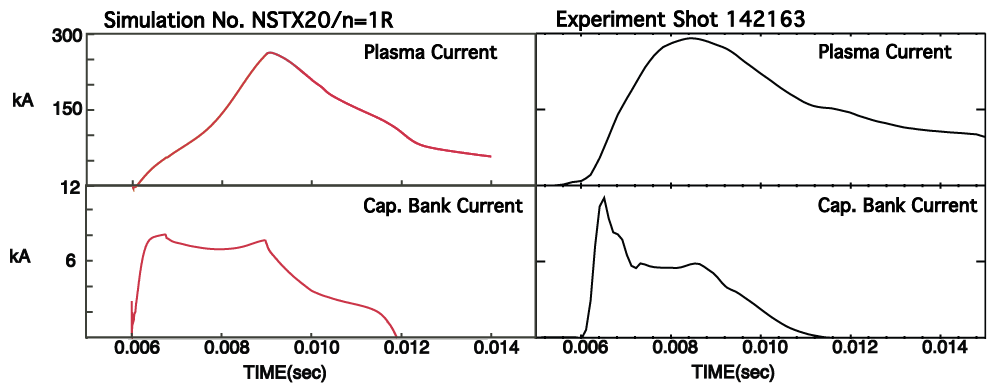 Simulation No. NSTX20/n=1R
Experiment Shot 142163
300
Plasma Current
Plasma Current
kA
150
12
Cap. Bank Current
Cap. Bank Current
kA
6
0.006 0.008 0.010 0.012 0.014
0.006 0.008 0.010 0.012 0.014
TIME(sec)
TIME(sec)